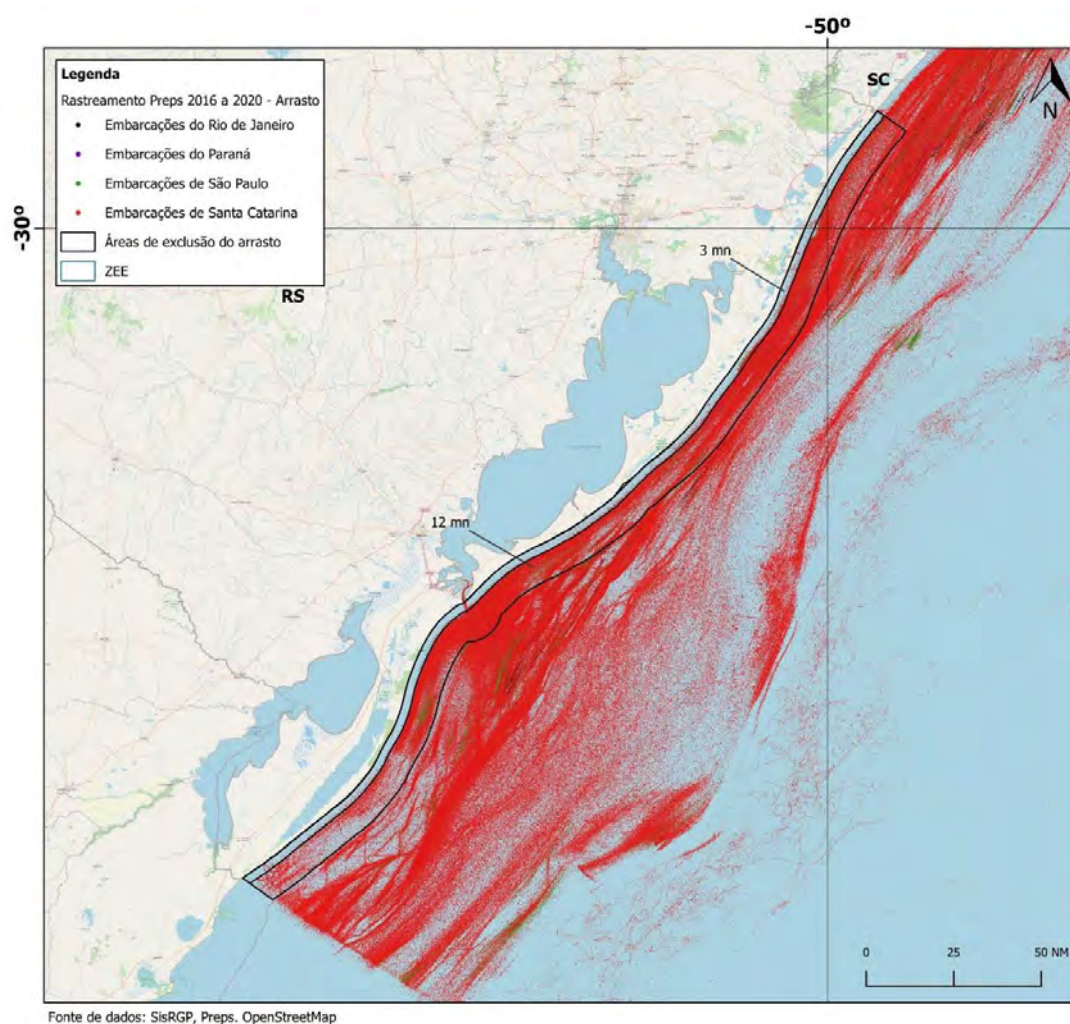 -50º
SC
N
Legenda
Rastreamento Preps 2016 a 2020 - Arrasto
Embarcações do Rio de Janeiro
Embarcações do Paraná
Embarcações de São Paulo
Embarcações de Santa Catarina
Áreas de exclusão do arrasto
ZEE
-30º
3 mn
RS
12 mn
0 25 50 NM
Fonte de dados: SisRGP, Preps. OpenStreetMap